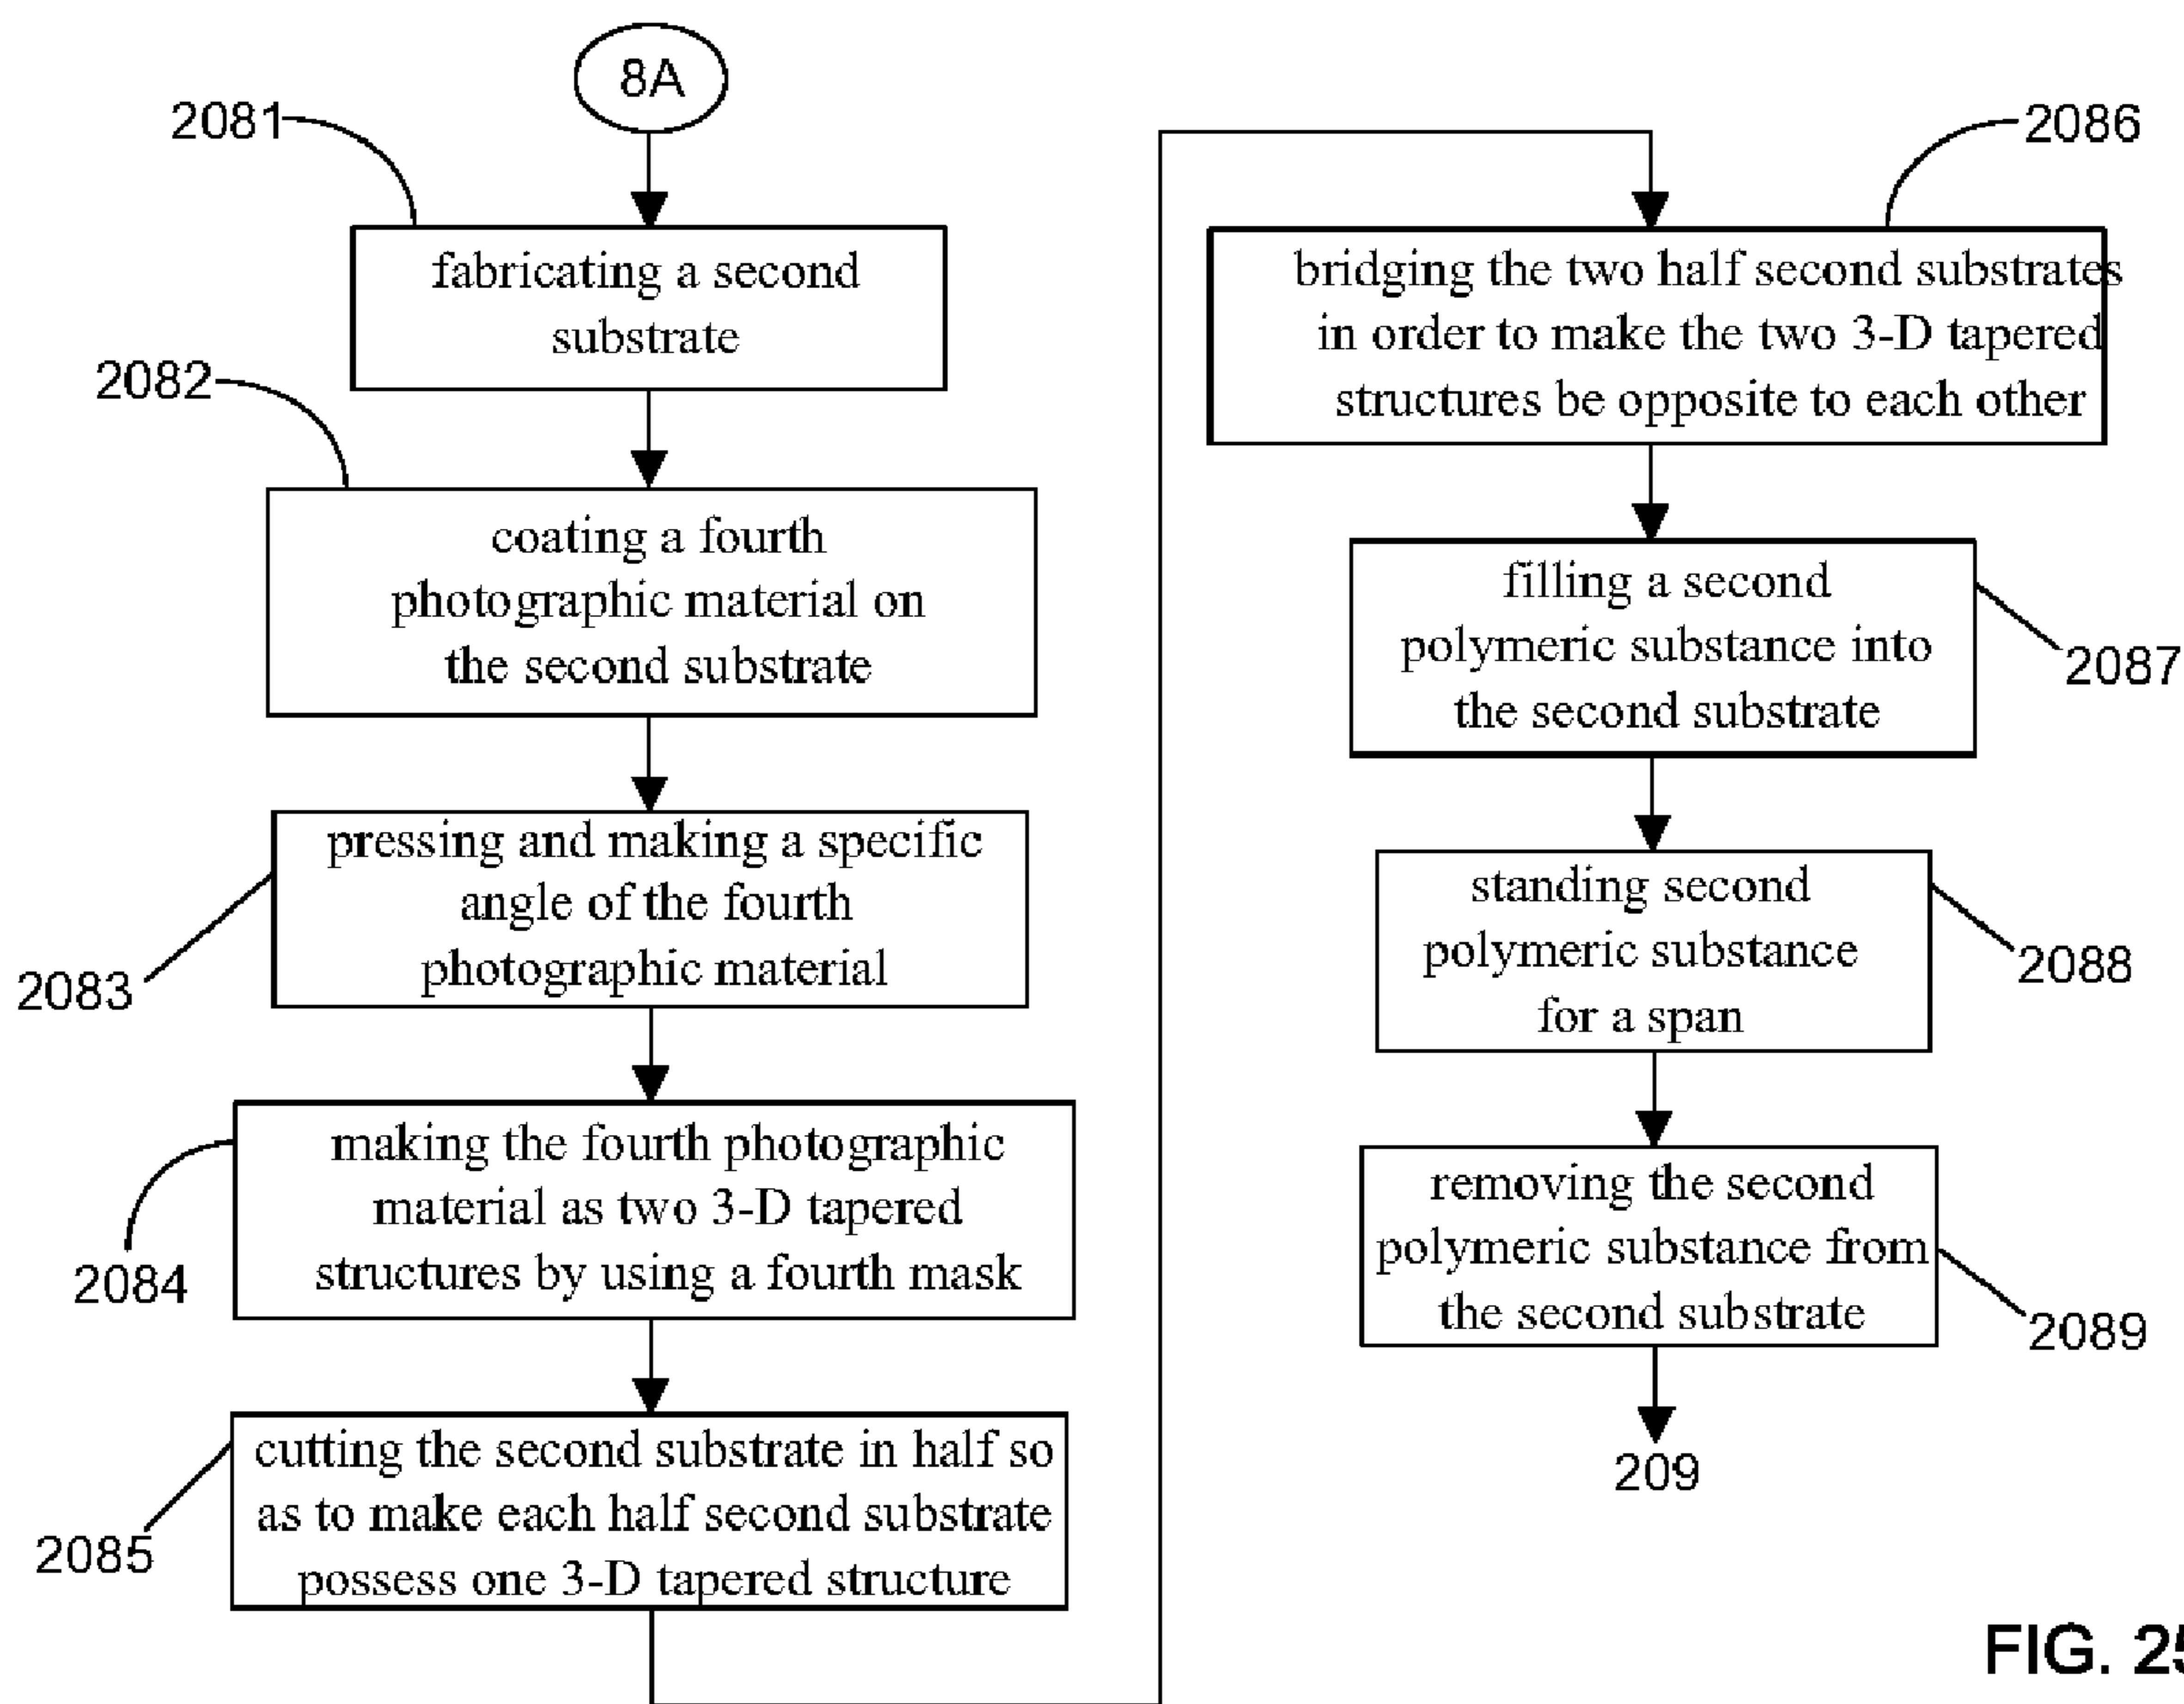 8A
2081
fabricating a second
substrate
2082
coating a fourth
photographic material on
the second substrate
pressing and making a specific
angle of the fourth
photographic material
2083
making the fourth photographic
material as two 3-D tapered
structures by using a fourth mask
2084
cutting the second substrate in half so
as to make each half second substrate
possess one 3-D tapered structure
2085
2086
bridging the two half second substrates
in order to make the two 3-D tapered
structures be opposite to each other
filling a second
polymeric substance into
the second substrate
2087
standing second
polymeric substance
for a span
2088
removing the second
polymeric substance from
the second substrate
2089
209
FIG. 25